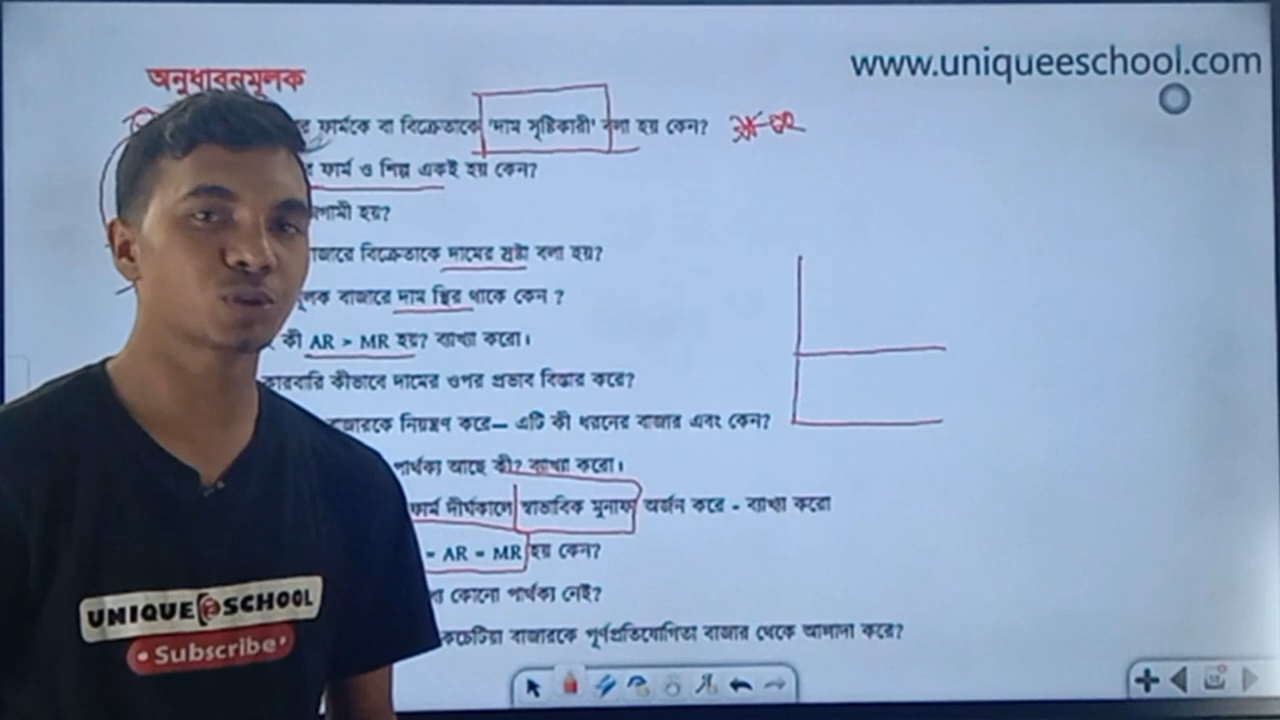 www.uniqueeschool.com
অনুধাবনমূলক
ফার্মকে বা বিক্রেতাকে 'দাম সৃষ্টিকারী' বলা হয় কেন?
ফার্ম ও শিল্প একই হয় কেন?
হয়?
বিক্রেতাকে দামের স্রষ্টা বলা হয়?
বাজারে দাম স্থির থাকে কেন ?
কী AR > MR হয়? ব্যাখ্যা করো।
কারবারি কীভাবে দামের ওপর প্রভাব বিস্তার করে?
বাজারকে নিয়ন্ত্রণ করে– এটি কী ধরনের বাজার এবং কেন?
পার্থক্য আছে কী? ব্যাখ্যা করো।
ফার্ম দীর্ঘকালে স্বাভাবিক মুনাফা অর্জন করে - ব্যাখ্যা করো
= AR = MR হয় কেন?
কোনো পার্থক্য নেই?
বাজারকে পূর্ণপ্রতিযোগিতা বাজার থেকে আলাদা করে?
UNIQUE SCHOOL
Subscribe